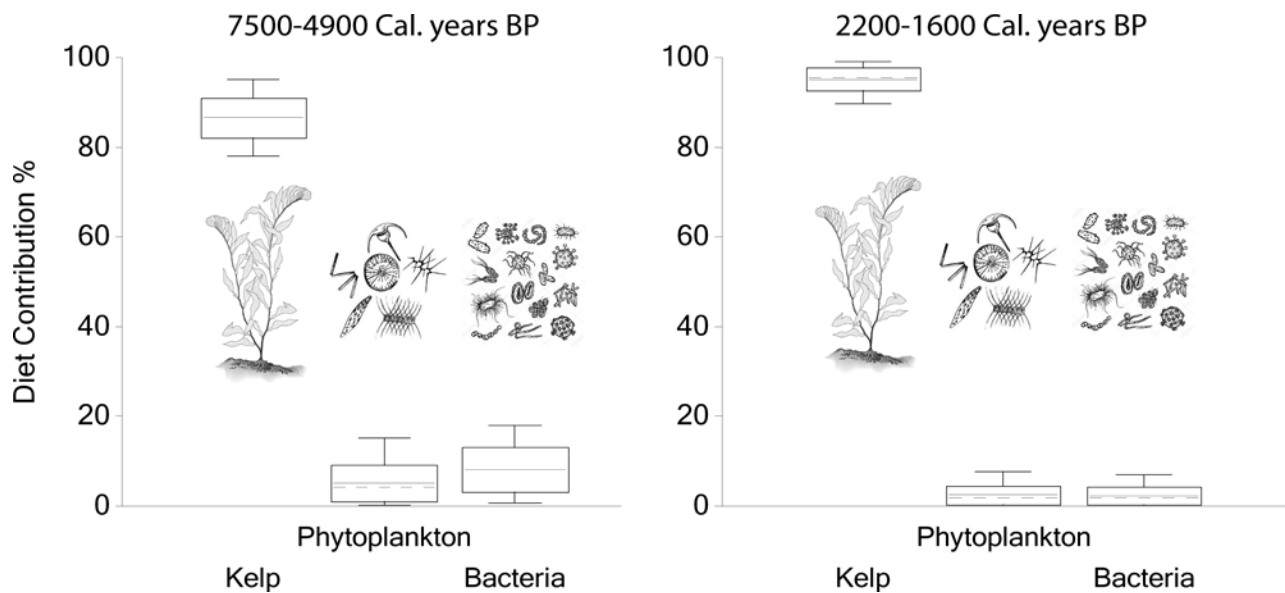 7500-4900 Cal. years BP
2200-1600 Cal. years BP
Diet Contribution %
100
80
60
40
20
0
Phytoplankton
Kelp
Bacteria
100
80
60
40
20
0
Phytoplankton
Kelp
Bacteria